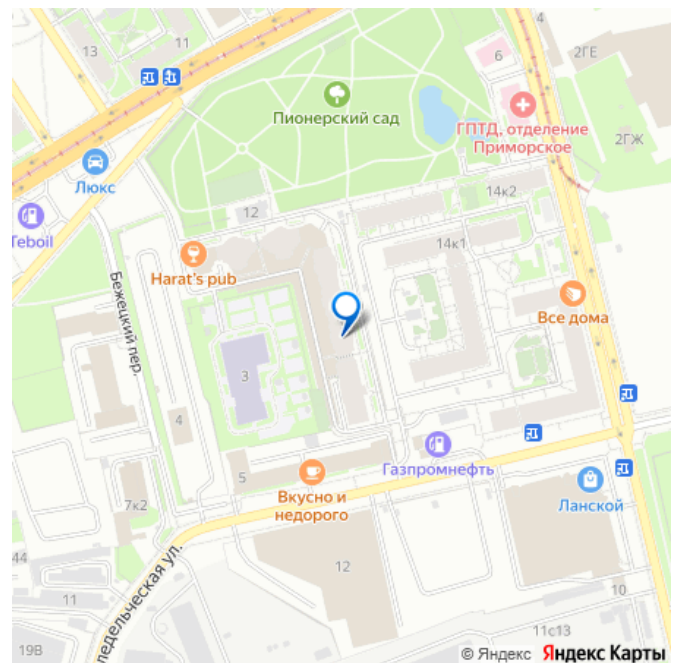 4
11
13
2ГЕ
6
Пионерский сад
ГПТД, отделение
Приморское
2ГЖ
Люкс
14к2
12
Teboil
14к1
Harat's pub
Бежецкий пер.
Все дома
3
4
Газпромнефть
5
Вкусно и
недорого
Ланской
7к2
44
12
11
10
ледельческая ул.
11с13
19В
© Яндекс Яндекс Карты